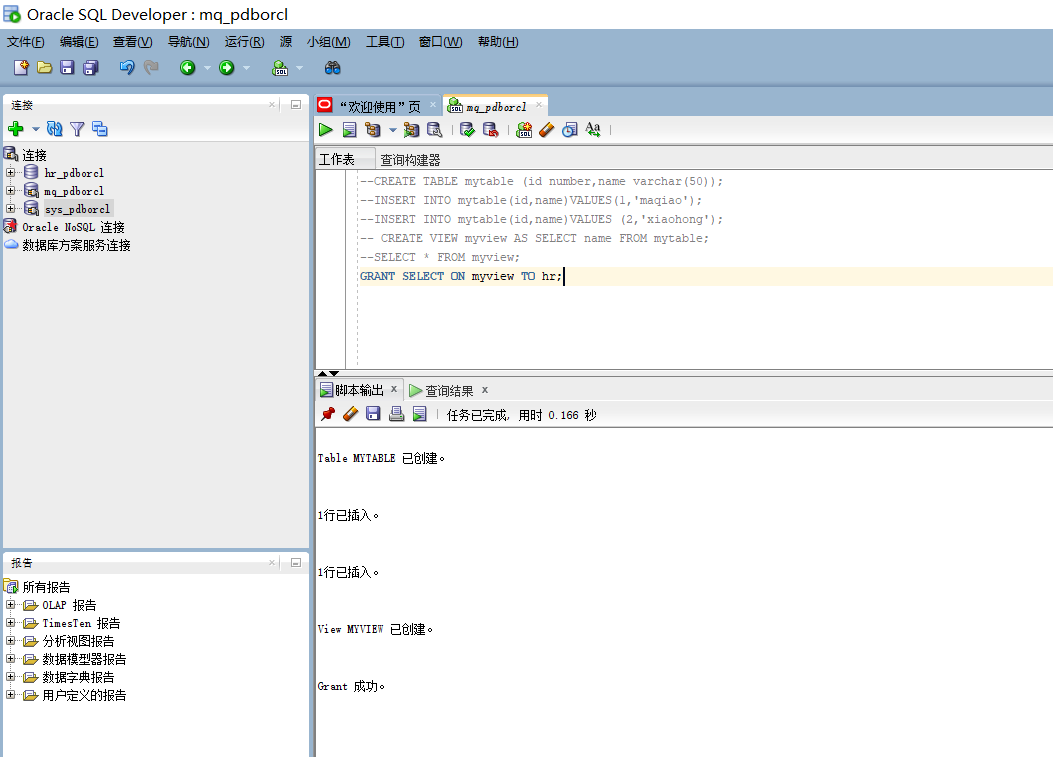 Oracle SQL Developer : mq_pdborcl
文件(F) 编辑(E) 查看(V) 导航(N) 运行(R) 源 小组(M) 工具(T) 窗口(W) 帮助(H)
连接
连接
hr_pdborcl
mq_pdborcl
sys_pdborcl
Oracle NoSQL 连接
数据库方案服务连接
报告
所有报告
OLAP 报告
TimesTen 报告
分析视图报告
数据模型器报告
数据字典报告
用户定义的报告
“欢迎使用”页 mq_pdborcl
工作表 查询构建器
--CREATE TABLE mytable (id number,name varchar(50));
--INSERT INTO mytable(id,name)VALUES(1,'maqiao');
--INSERT INTO mytable(id,name)VALUES (2,'xiaohong');
-- CREATE VIEW myview AS SELECT name FROM mytable;
--SELECT * FROM myview;
GRANT SELECT ON myview TO hr;
脚本输出 查询结果
任务已完成, 用时 0.166 秒
Table MYTABLE 已创建。
1行已插入。
1行已插入。
View MYVIEW 已创建。
Grant 成功。